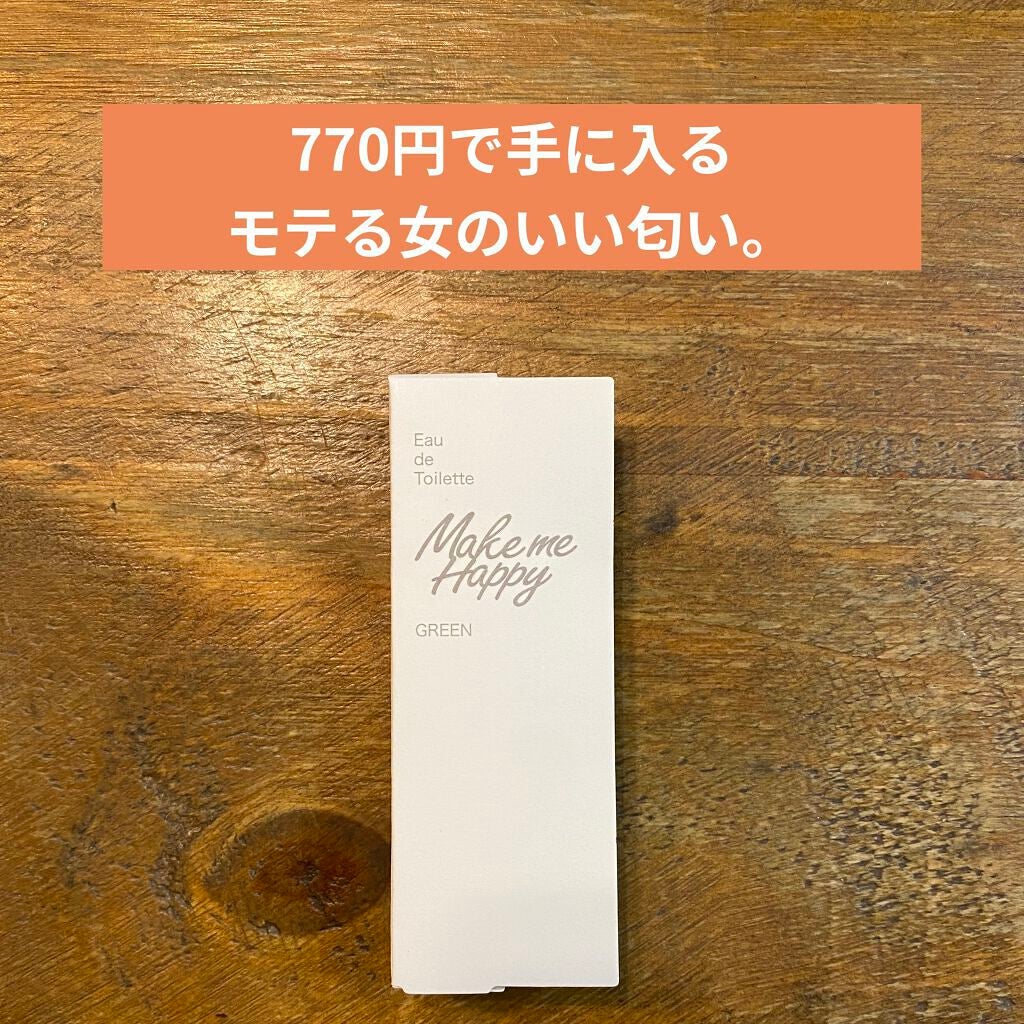 770円で手に入る
モテる女のいい匂い。
Eau
de
Toilette
Make me
Happy
GREEN